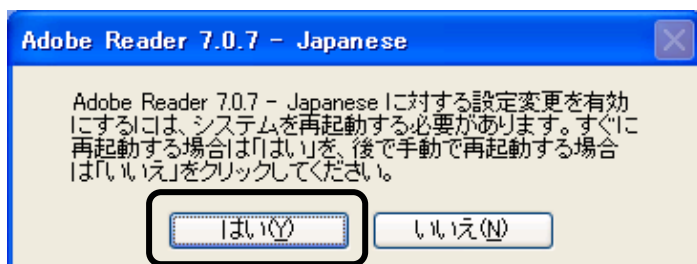 Adobe Reader 7.0.7 - Japanese
Adobe Reader 7.0.7 - Japanese に対する設定変更を有効
にするには、システムを再起動する必要があります。すぐに
再起動する場合は「はい」を、後で手動で再起動する場合
は「いいえ」をクリックしてください。
はい(Y)
いいえ(N)